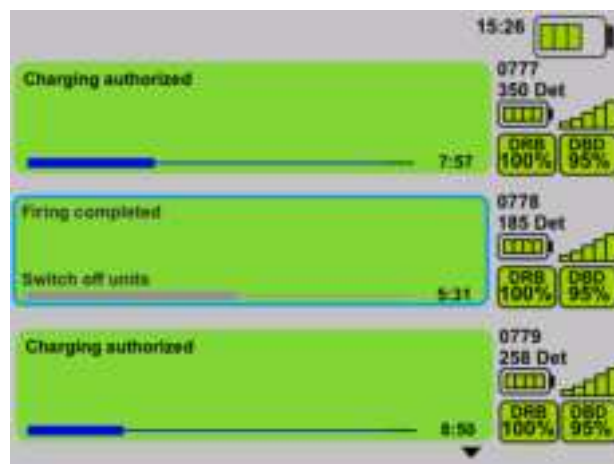 15:26
Charging authorized
0777
350 Det
DRB DBD
7:57 100% 95%
Firing completed
0778
185 Det
Switch off units
DRB DBD
5:31 100% 95%
Charging authorized
0779
258 Det
DRB DBD
8:50 100% 95%